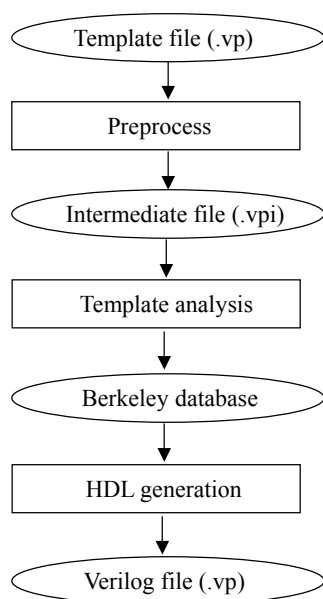 Template file (.vp)
Preprocess
Intermediate file (.vpi)
Template analysis
Berkeley database
HDL generation
Verilog file (.vp)